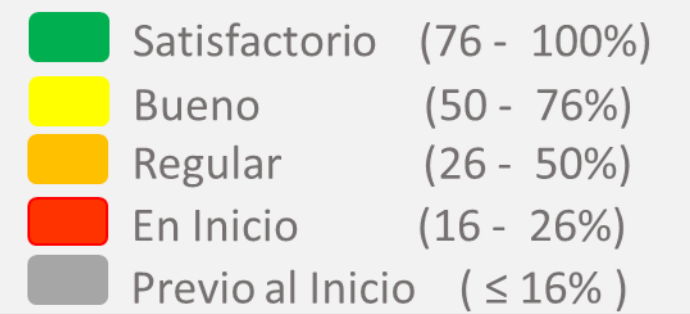 Satisfactorio (76 - 100%)
Bueno (50 - 76%)
Regular (26 - 50%)
En Inicio (16 - 26%)
Previo al Inicio ( ≤ 16% )